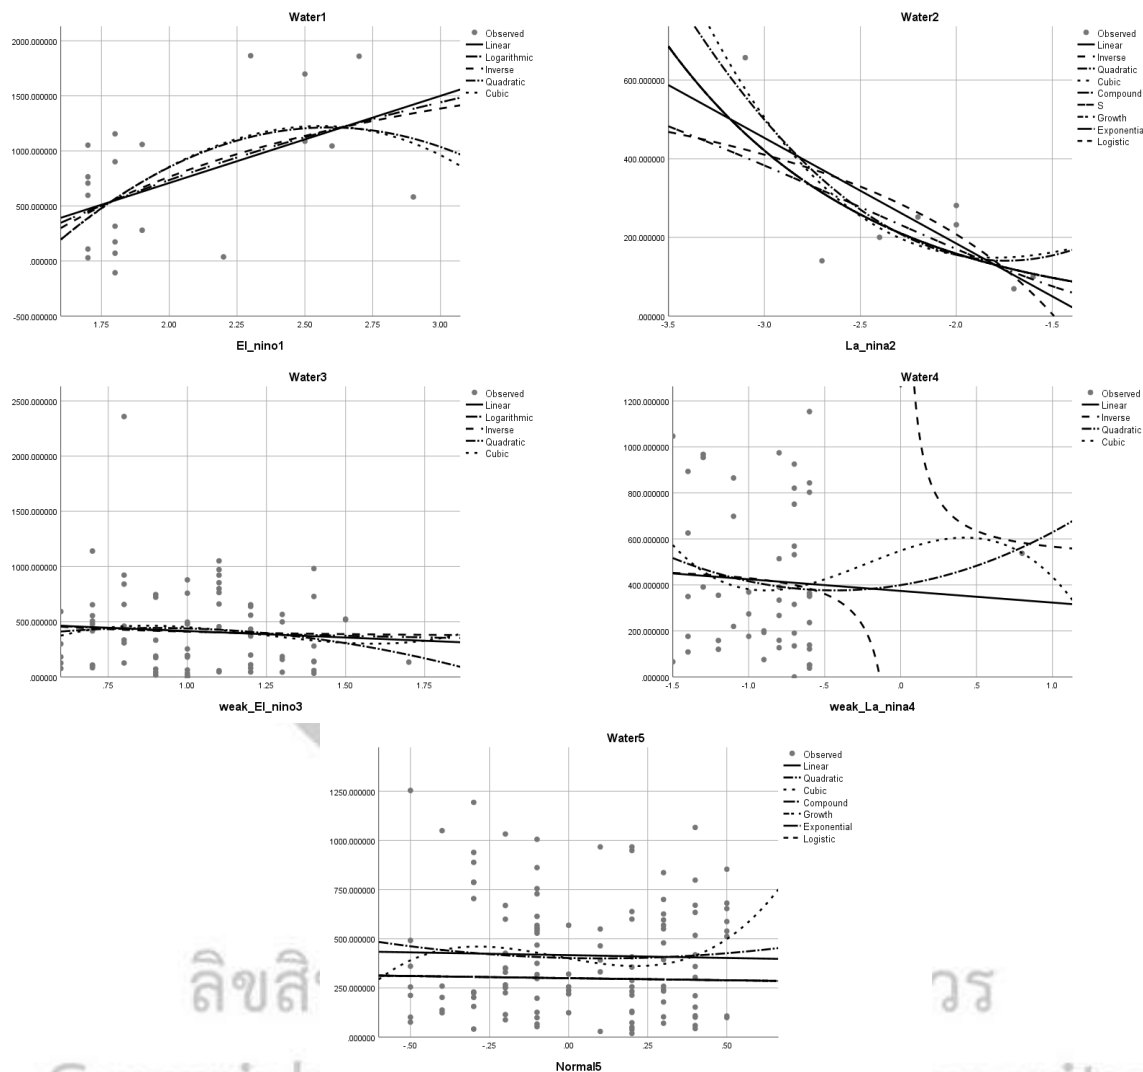 Water1
2000.000000
1500.000000
1000.000000
500.000000
.000000
-500.000000
1.75
2.00
2.25
2.50
2.75
3.00
El_nino1
Observed
Linear
Logarithmic
Inverse
Quadratic
Cubic
Water2
600.000000
400.000000
200.000000
.000000
-3.5
-3.0
-2.5
-2.0
-1.5
La_nina2
Observed
Linear
Inverse
Quadratic
Cubic
Compound
S
Growth
Exponential
Logistic
Water3
2500.000000
2000.000000
1500.000000
1000.000000
500.000000
.000000
.75
1.00
1.25
1.50
1.75
weak_El_nino3
Observed
Linear
Logarithmic
Inverse
Quadratic
Cubic
Water4
1200.000000
1000.000000
800.000000
600.000000
400.000000
200.000000
.000000
-1.5
-1.0
-.5
.0
.5
1.0
weak_La_nina4
Observed
Linear
Inverse
Quadratic
Cubic
Water5
1250.000000
1000.000000
750.000000
500.000000
250.000000
.000000
-.50
-.25
.00
.25
.50
Normal5
Observed
Linear
Quadratic
Cubic
Compound
Growth
Exponential
Logistic